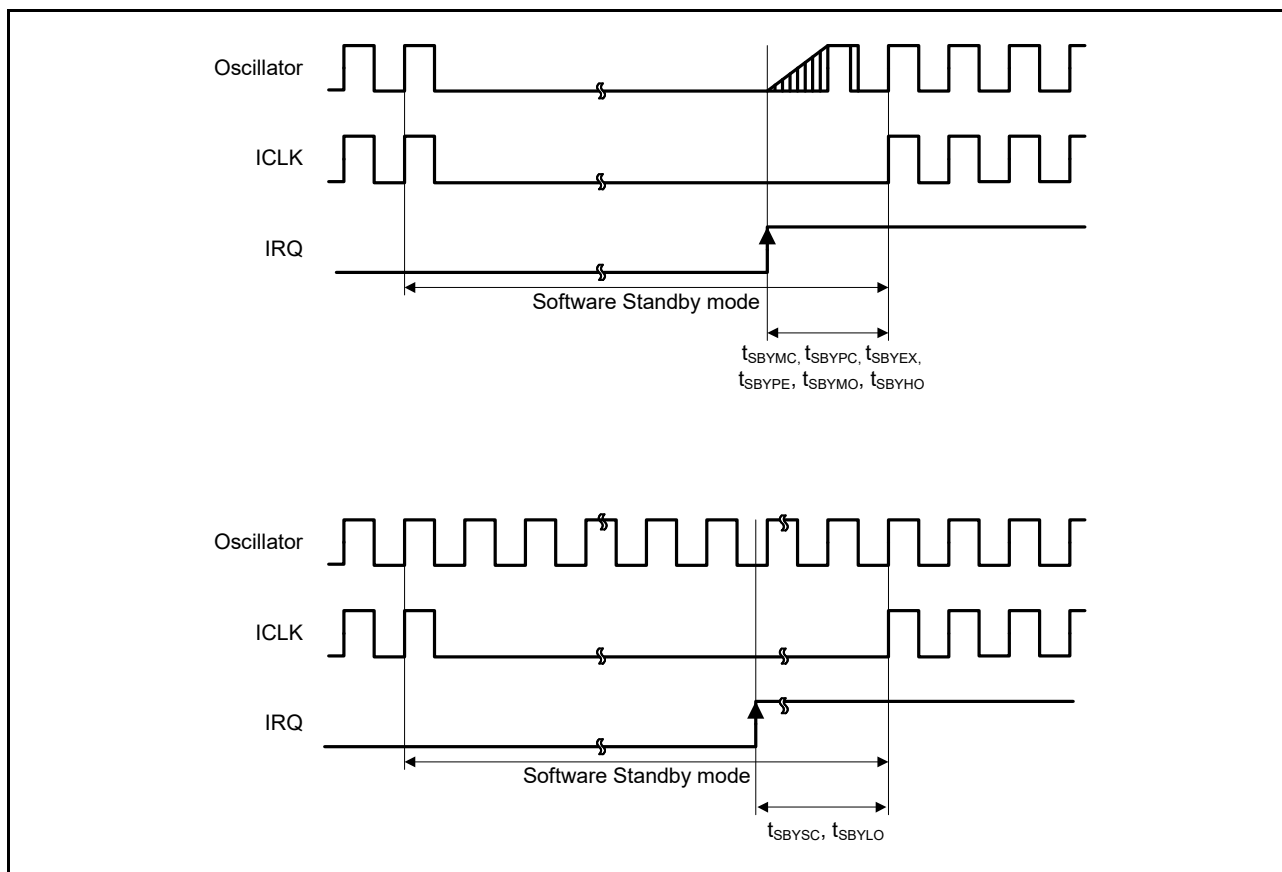 Oscillator
ICLK
IRQ
Software Standby mode
tSBYMC, tSBYPC, tSBYEX,
tSBYPE, tSBYMO, tSBYHO
Oscillator
ICLK
IRQ
Software Standby mode
tSBYSC, tSBYLO